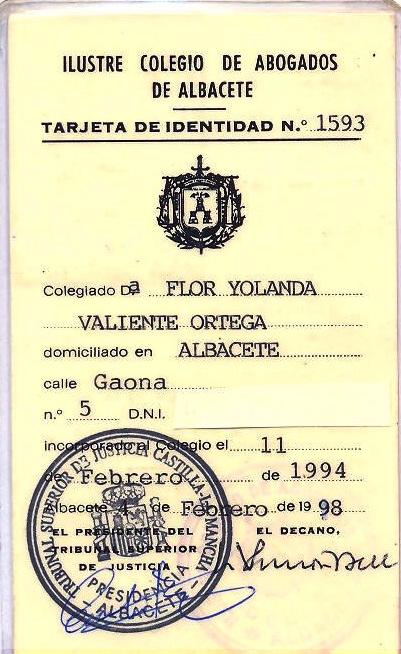 ILUSTRE COLEGIO DE ABOGADOS
DE ALBACETE
TARJETA DE IDENTIDAD N.º 1593
Colegiado D.ª FLOR YOLANDA
VALIENTE ORTEGA
domiciliado en ALBACETE
calle Gaona
n.º 5 D.N.I.
incorporado al Colegio el 11
de Febrero de 1994
Albacete 4 de Febrero de 1998
EL PRESIDENTE DEL EL DECANO,
TRIBUNAL SUPERIOR
DE JUSTICIA
TRIBUNAL SUPERIOR DE JUSTICIA CASTILLA-LA MANCHA
PRESIDENCIA
- ALBACETE -